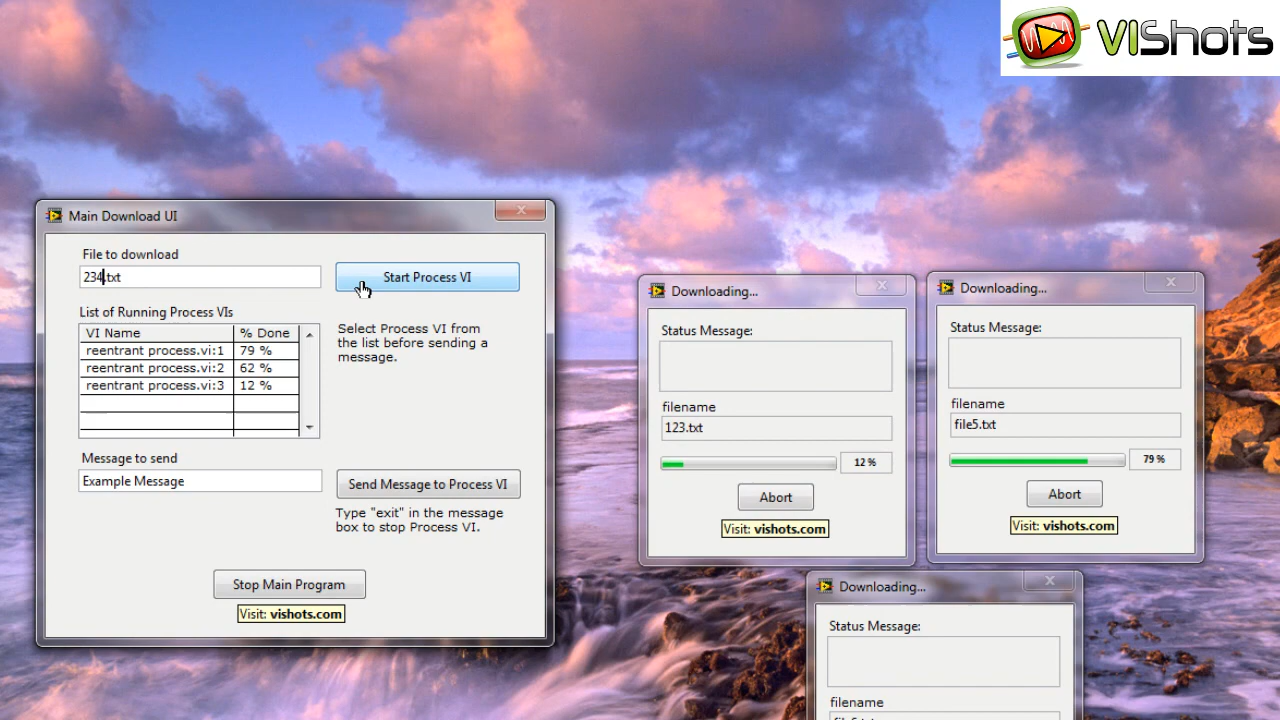 VIShots
Main Download UI
File to download
234.txt
Start Process VI
List of Running Process VIs
VI Name % Done
reentrant process.vi:1 79 %
reentrant process.vi:2 62 %
reentrant process.vi:3 12 %
Select Process VI from
the list before sending a
message.
Message to send
Example Message
Send Message to Process VI
Type "exit" in the message
box to stop Process VI.
Stop Main Program
Visit: vishots.com
Downloading...
Status Message:
filename
123.txt
12 %
Abort
Visit: vishots.com
Downloading...
Status Message:
filename
file5.txt
79 %
Abort
Visit: vishots.com
Downloading...
Status Message:
filename